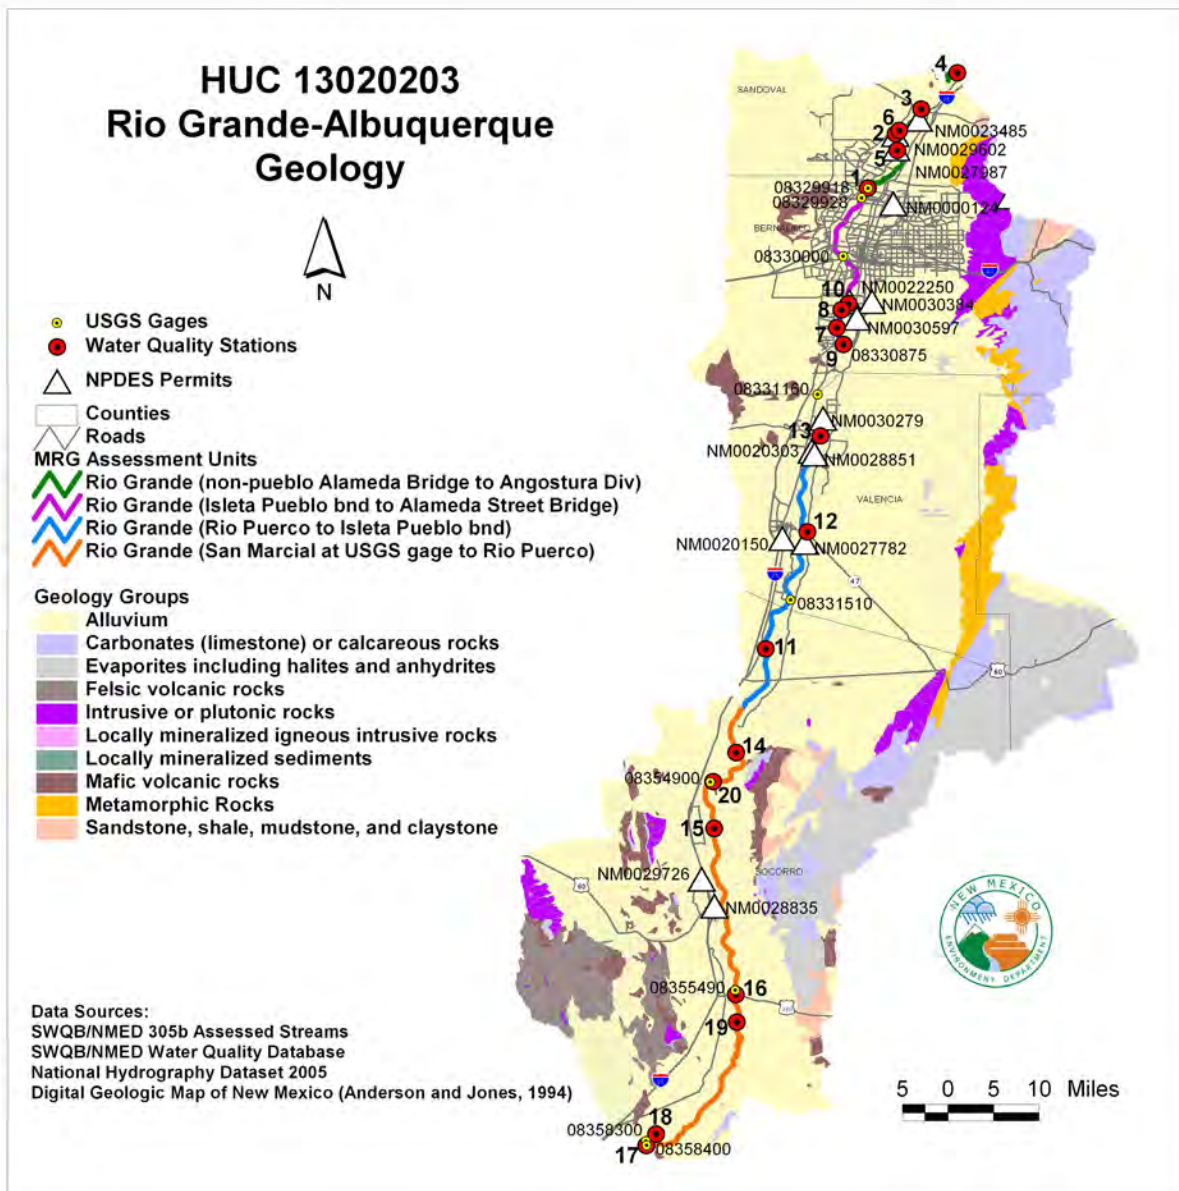 HUC 13020203
Rio Grande-Albuquerque
Geology
N
USGS Gages
Water Quality Stations
NPDES Permits
Counties
Roads
MRG Assessment Units
Rio Grande (non-pueblo Alameda Bridge to Angostura Div)
Rio Grande (Isleta Pueblo bnd to Alameda Street Bridge)
Rio Grande (Rio Puerco to Isleta Pueblo bnd)
Rio Grande (San Marcial at USGS gage to Rio Puerco)
Geology Groups
Alluvium
Carbonates (limestone) or calcareous rocks
Evaporites including halites and anhydrites
Felsic volcanic rocks
Intrusive or plutonic rocks
Locally mineralized igneous intrusive rocks
Locally mineralized sediments
Mafic volcanic rocks
Metamorphic Rocks
Sandstone, shale, mudstone, and claystone
Data Sources:
SWQB/NMED 305b Assessed Streams
SWQB/NMED Water Quality Database
National Hydrography Dataset 2005
Digital Geologic Map of New Mexico (Anderson and Jones, 1994)
4
SANDOVAL
3
6
NM0023485
2
NM0029602
5
NM0027987
1
08329918
08329928
NM0000124
BERNALILLO
08330000
10
NM0022250
NM0030384
8
NM0030597
7
9
08330875
08331160
NM0030279
13
NM0020303
NM0028851
VALENCIA
12
NM0020150
NM0027782
47
08331510
11
60
14
08354900
20
15
SOCORRO
NM0029726
60
NM0028835
08355490
16
19
18
08358300
17
08358400
NEW MEXICO
ENVIRONMENT DEPARTMENT
5 0 5 10 Miles